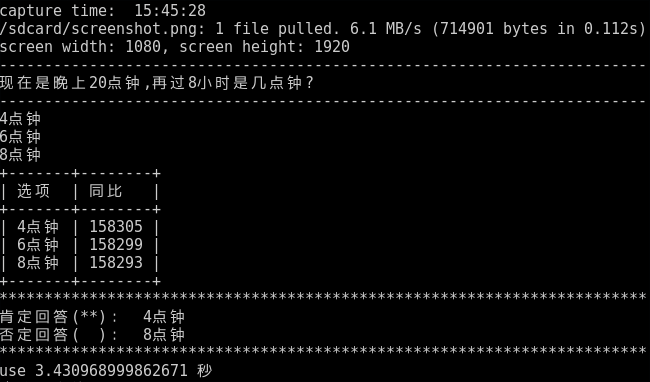 capture time:  15:45:28
/sdcard/screenshot.png: 1 file pulled. 6.1 MB/s (714901 bytes in 0.112s)
screen width: 1080, screen height: 1920
------------------------------------------------------------------------
现在是晚上20点钟,再过8小时是几点钟?
------------------------------------------------------------------------
4点钟
6点钟
8点钟
+-------+--------+
| 选项  | 同比   |
+-------+--------+
| 4点钟 | 158305 |
| 6点钟 | 158299 |
| 8点钟 | 158293 |
+-------+--------+
************************************************************************
肯定回答(**):  4点钟
否定回答(  ):  8点钟
************************************************************************
use 3.430968999862671 秒